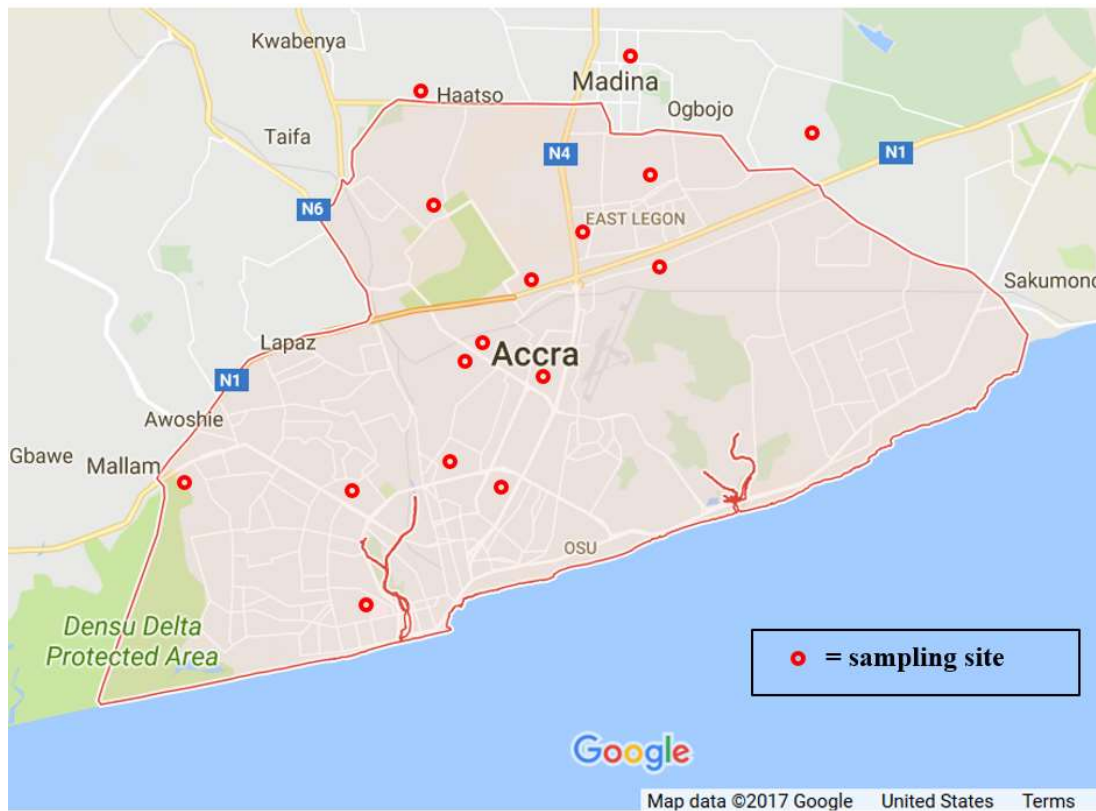 Kwabenya
Madina
Haatso
Ogbojo
Taifa
N4
N1
N6
EAST LEGON
Sakumono
Lapaz
Accra
N1
Awoshie
Gbawe
Mallam
OSU
Densu Delta
Protected Area
= sampling site
Google
Map data ©2017 Google United States Terms